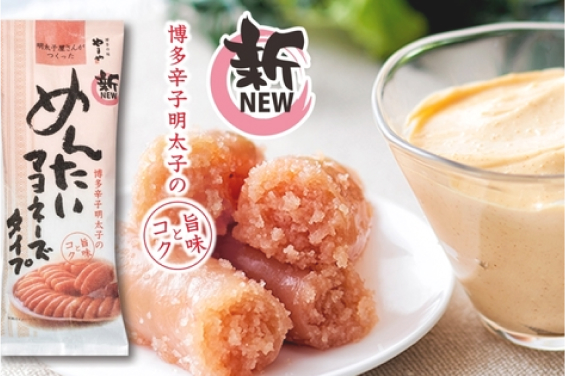 明太子屋さんが
つくった
やまや
新
NEW
めんたい
マヨネーズ
タイプ
博多辛子明太子の
旨味
と
コク
新
NEW
博多辛子明太子の
旨味
と
コク